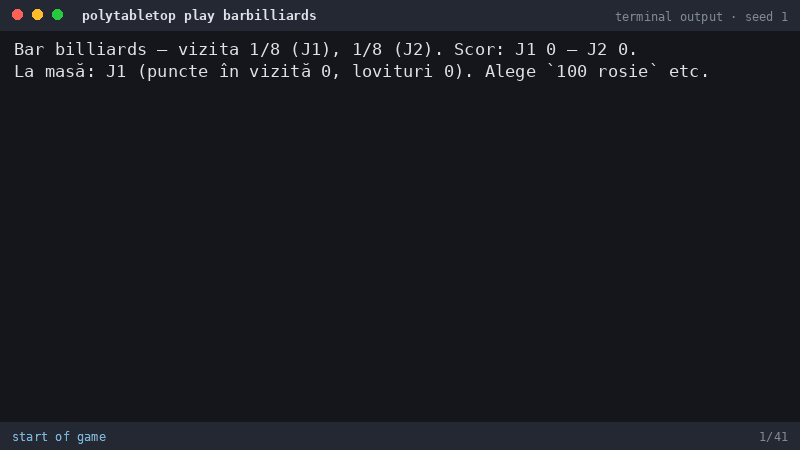 polytabletop play barbilliards
terminal output · seed 1
Bar billiards — vizita 1/8 (J1), 1/8 (J2). Scor: J1 0 — J2 0.
La masă: J1 (puncte în vizită 0, lovituri 0). Alege `100 rosie` etc.
start of game
1/41